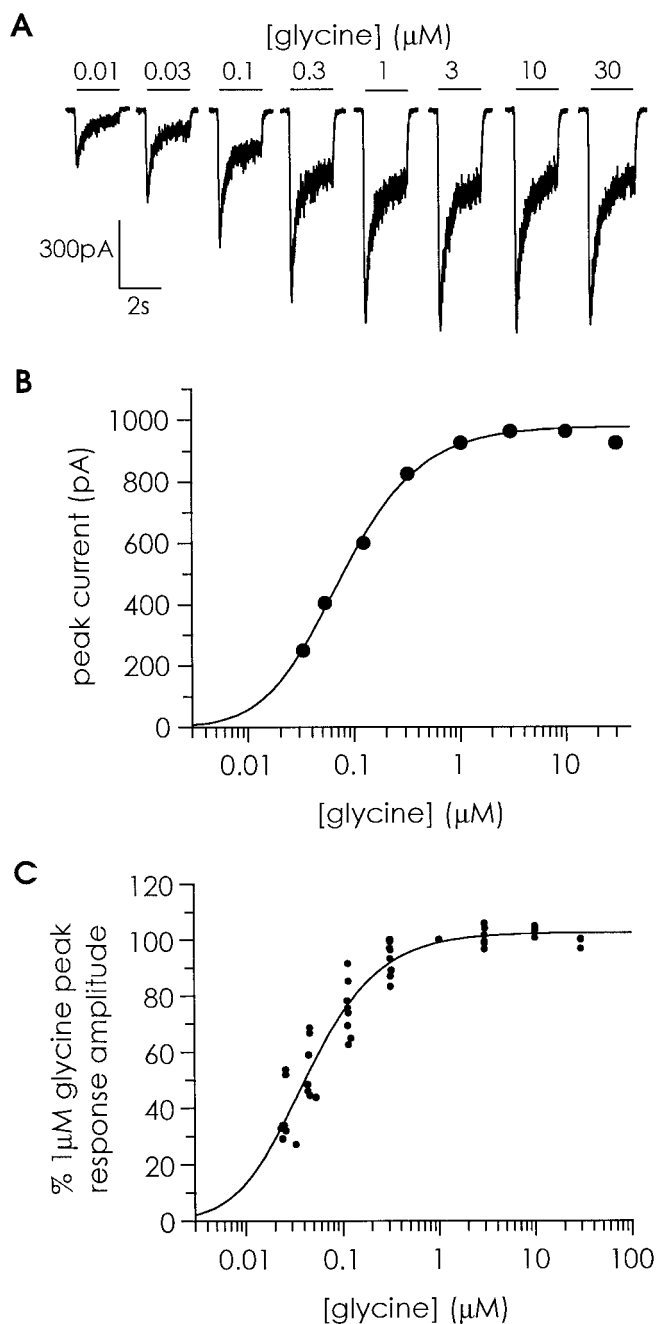 A
[glycine] (μM)
0.01 0.03 0.1 0.3 1 3 10 30
300pA
2s
B
1000
800
600
400
200
0
peak current (pA)
0.01 0.1 1 10
[glycine] (μM)
C
120
100
80
60
40
20
0
% 1μM glycine peak
response amplitude
0.01 0.1 1 10 100
[glycine] (μM)